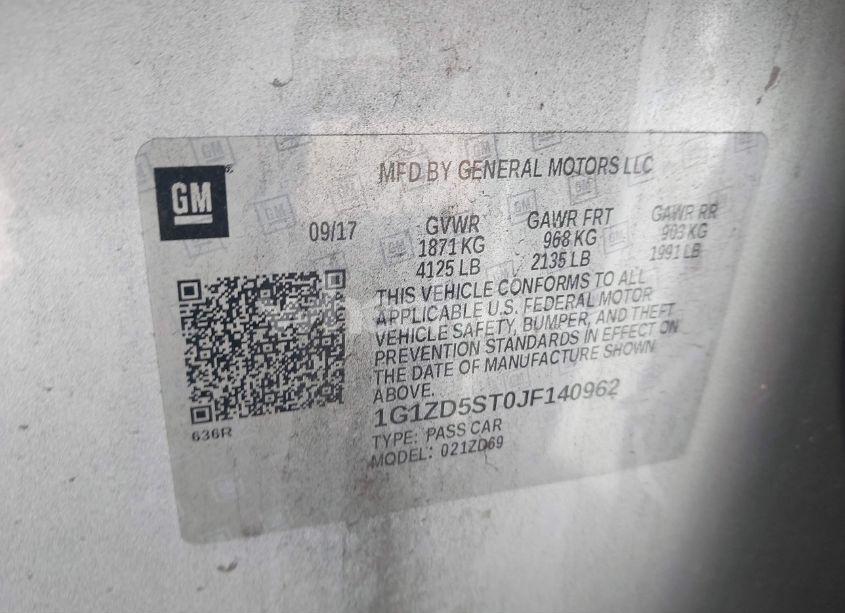 GM
MFD BY GENERAL MOTORS LLC
09/17
GVWR
1871 KG
4125 LB
GAWR FRT
968 KG
2135 LB
GAWR RR
903 KG
1991 LB
THIS VEHICLE CONFORMS TO ALL
APPLICABLE U.S. FEDERAL MOTOR
VEHICLE SAFETY, BUMPER, AND THEFT
PREVENTION STANDARDS IN EFFECT ON
THE DATE OF MANUFACTURE SHOWN
ABOVE.
1G1ZD5ST0JF140962
TYPE: PASS CAR
MODEL: 021ZD69
636R